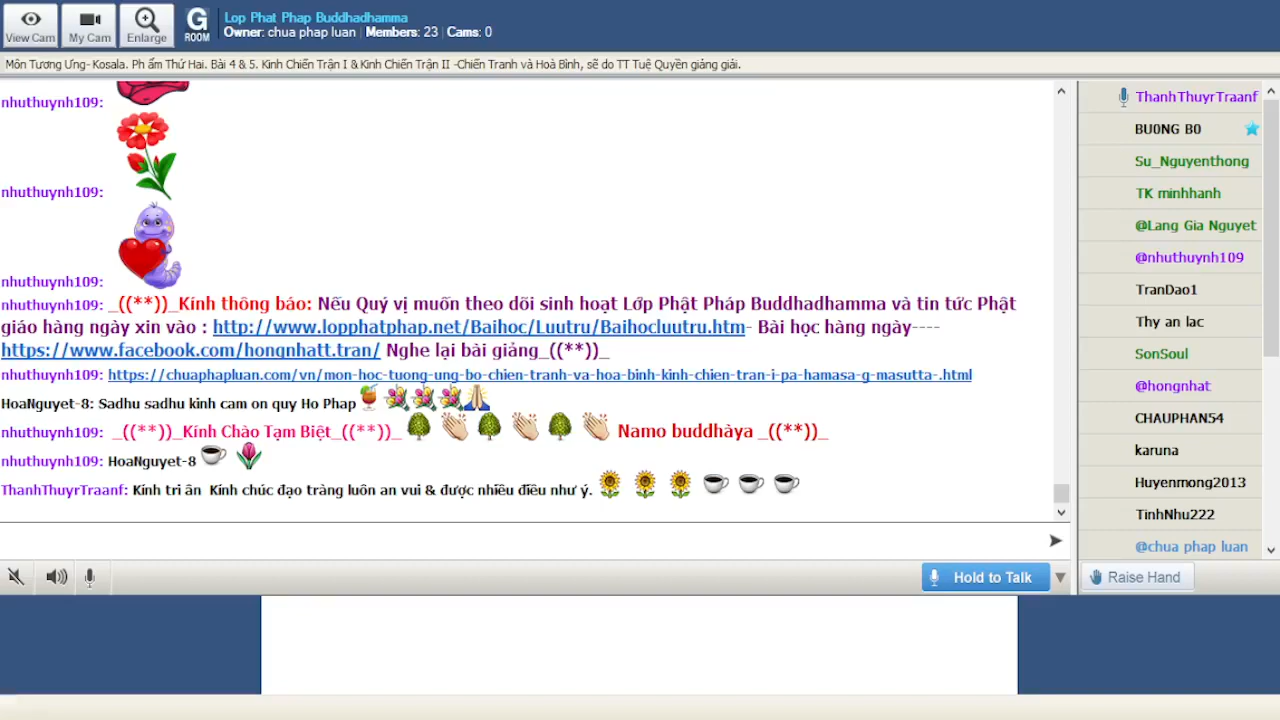 View Cam
My Cam
Enlarge
G
ROOM
Lop Phat Phap Buddhadhamma
Owner: chua phap luan | Members: 23 | Cams: 0
Môn Tương Ưng- Kosala. Ph ẩm Thứ Hai. Bài 4 & 5. Kinh Chiến Trận I & Kinh Chiến Trận II -Chiến Tranh và Hoà Bình, sẽ do TT Tuệ Quyền giảng giải.
nhuthuynh109:
nhuthuynh109:
nhuthuynh109:
nhuthuynh109: _((**))_Kính thông báo: Nếu Quý vị muốn theo dõi sinh hoạt Lớp Phật Pháp Buddhadhamma và tin tức Phật
giáo hàng ngày xin vào : http://www.lopphatphap.net/Baihoc/Luutru/Baihocluutru.htm- Bài học hàng ngày----
https://www.facebook.com/hongnhatt.tran/ Nghe lại bài giảng_((**))_
nhuthuynh109: https://chuaphapluan.com/vn/mon-hoc-tuong-ung-bo-chien-tranh-va-hoa-binh-kinh-chien-tran-i-pa-hamasa-g-masutta-.html
HoaNguyet-8: Sadhu sadhu kinh cam on quy Ho Phap
nhuthuynh109: _((**))_Kính Chào Tạm Biệt_((**))_ Namo buddhàya _((**))_
nhuthuynh109: HoaNguyet-8
ThanhThuyrTraanf: Kính tri ân Kính chúc đạo tràng luôn an vui & được nhiều điều như ý.
Hold to Talk
ThanhThuyrTraanf
BU0NG B0
Su_Nguyenthong
TK minhhanh
@Lang Gia Nguyet
@nhuthuynh109
TranDao1
Thy an lac
SonSoul
@hongnhat
CHAUPHAN54
karuna
Huyenmong2013
TinhNhu222
@chua phap luan
Raise Hand